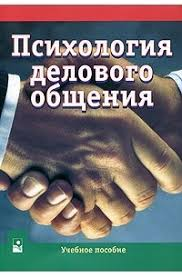 Психология
делового
общения
Учебное пособие